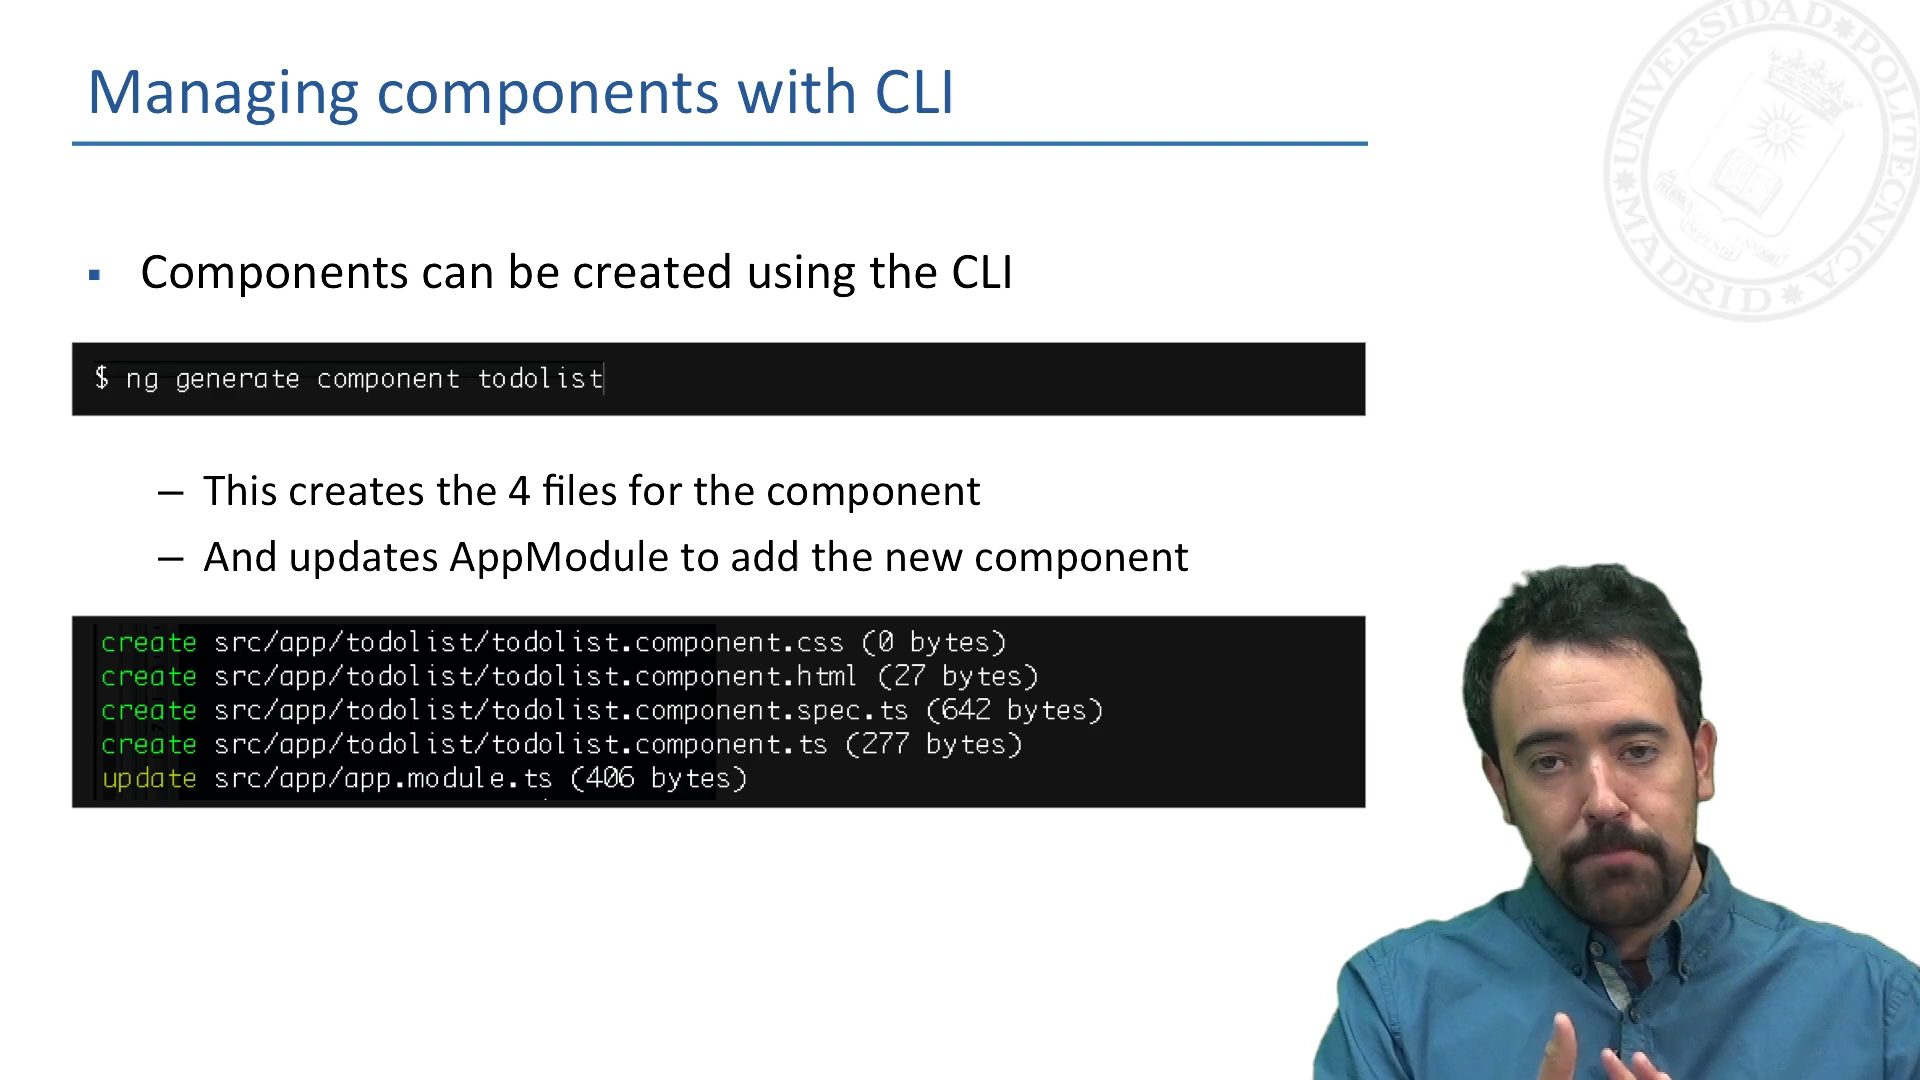 Managing components with CLI
UNIVERSIDAD POLITÉCNICA
MADRID
▪ Components can be created using the CLI
$ ng generate component todolist
– This creates the 4 files for the component
– And updates AppModule to add the new component
create src/app/todolist/todolist.component.css (0 bytes)
create src/app/todolist/todolist.component.html (27 bytes)
create src/app/todolist/todolist.component.spec.ts (642 bytes)
create src/app/todolist/todolist.component.ts (277 bytes)
update src/app/app.module.ts (406 bytes)